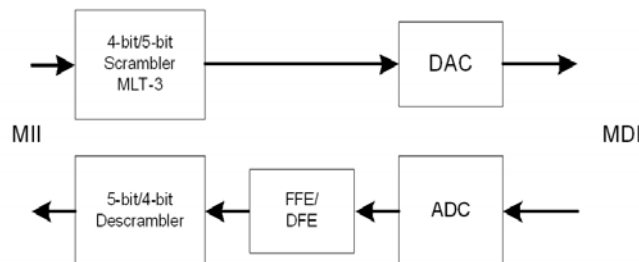 4-bit/5-bit
Scrambler
MLT-3
DAC
MII
MDI
5-bit/4-bit
Descrambler
FFE/
DFE
ADC